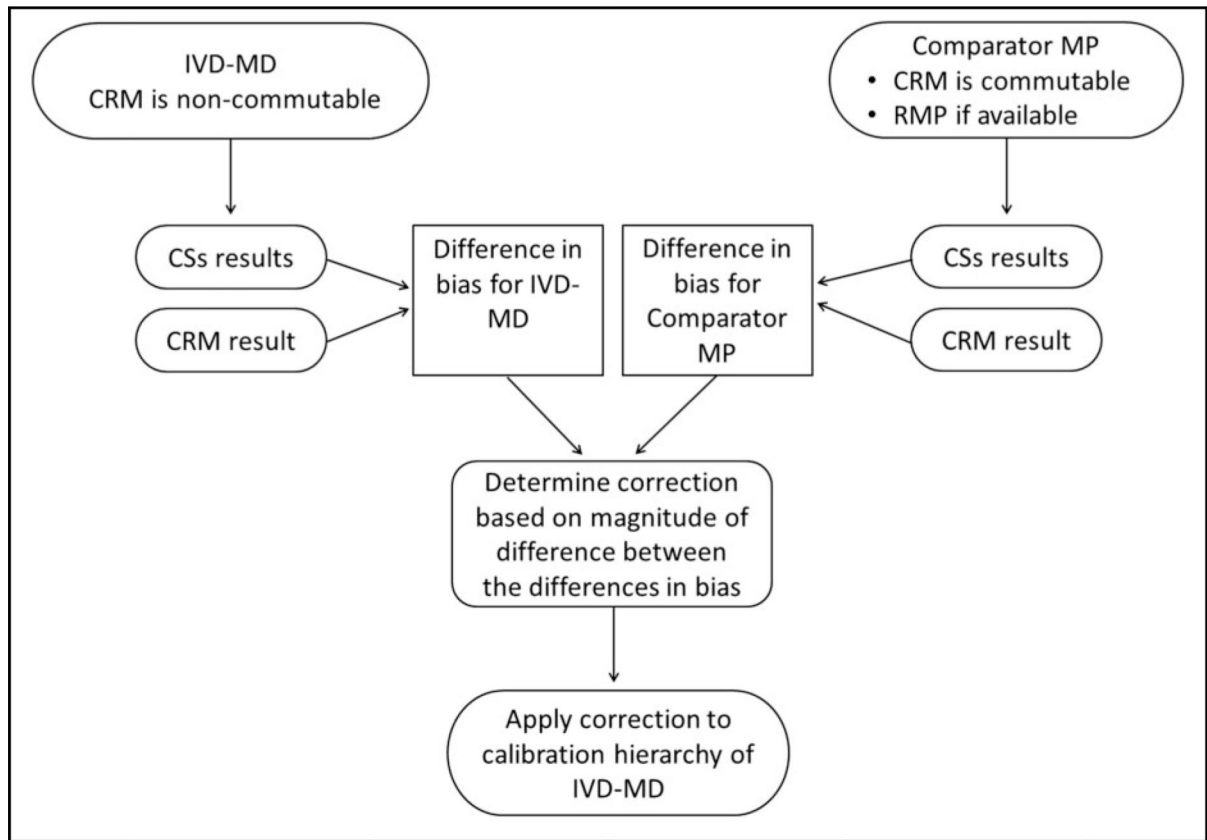 IVD-MD
CRM is non-commutable
Comparator MP
• CRM is commutable
• RMP if available
CSs results
CRM result
Difference in
bias for IVD-
MD
Difference in
bias for
Comparator
MP
CSs results
CRM result
Determine correction
based on magnitude of
difference between
the differences in bias
Apply correction to
calibration hierarchy of
IVD-MD